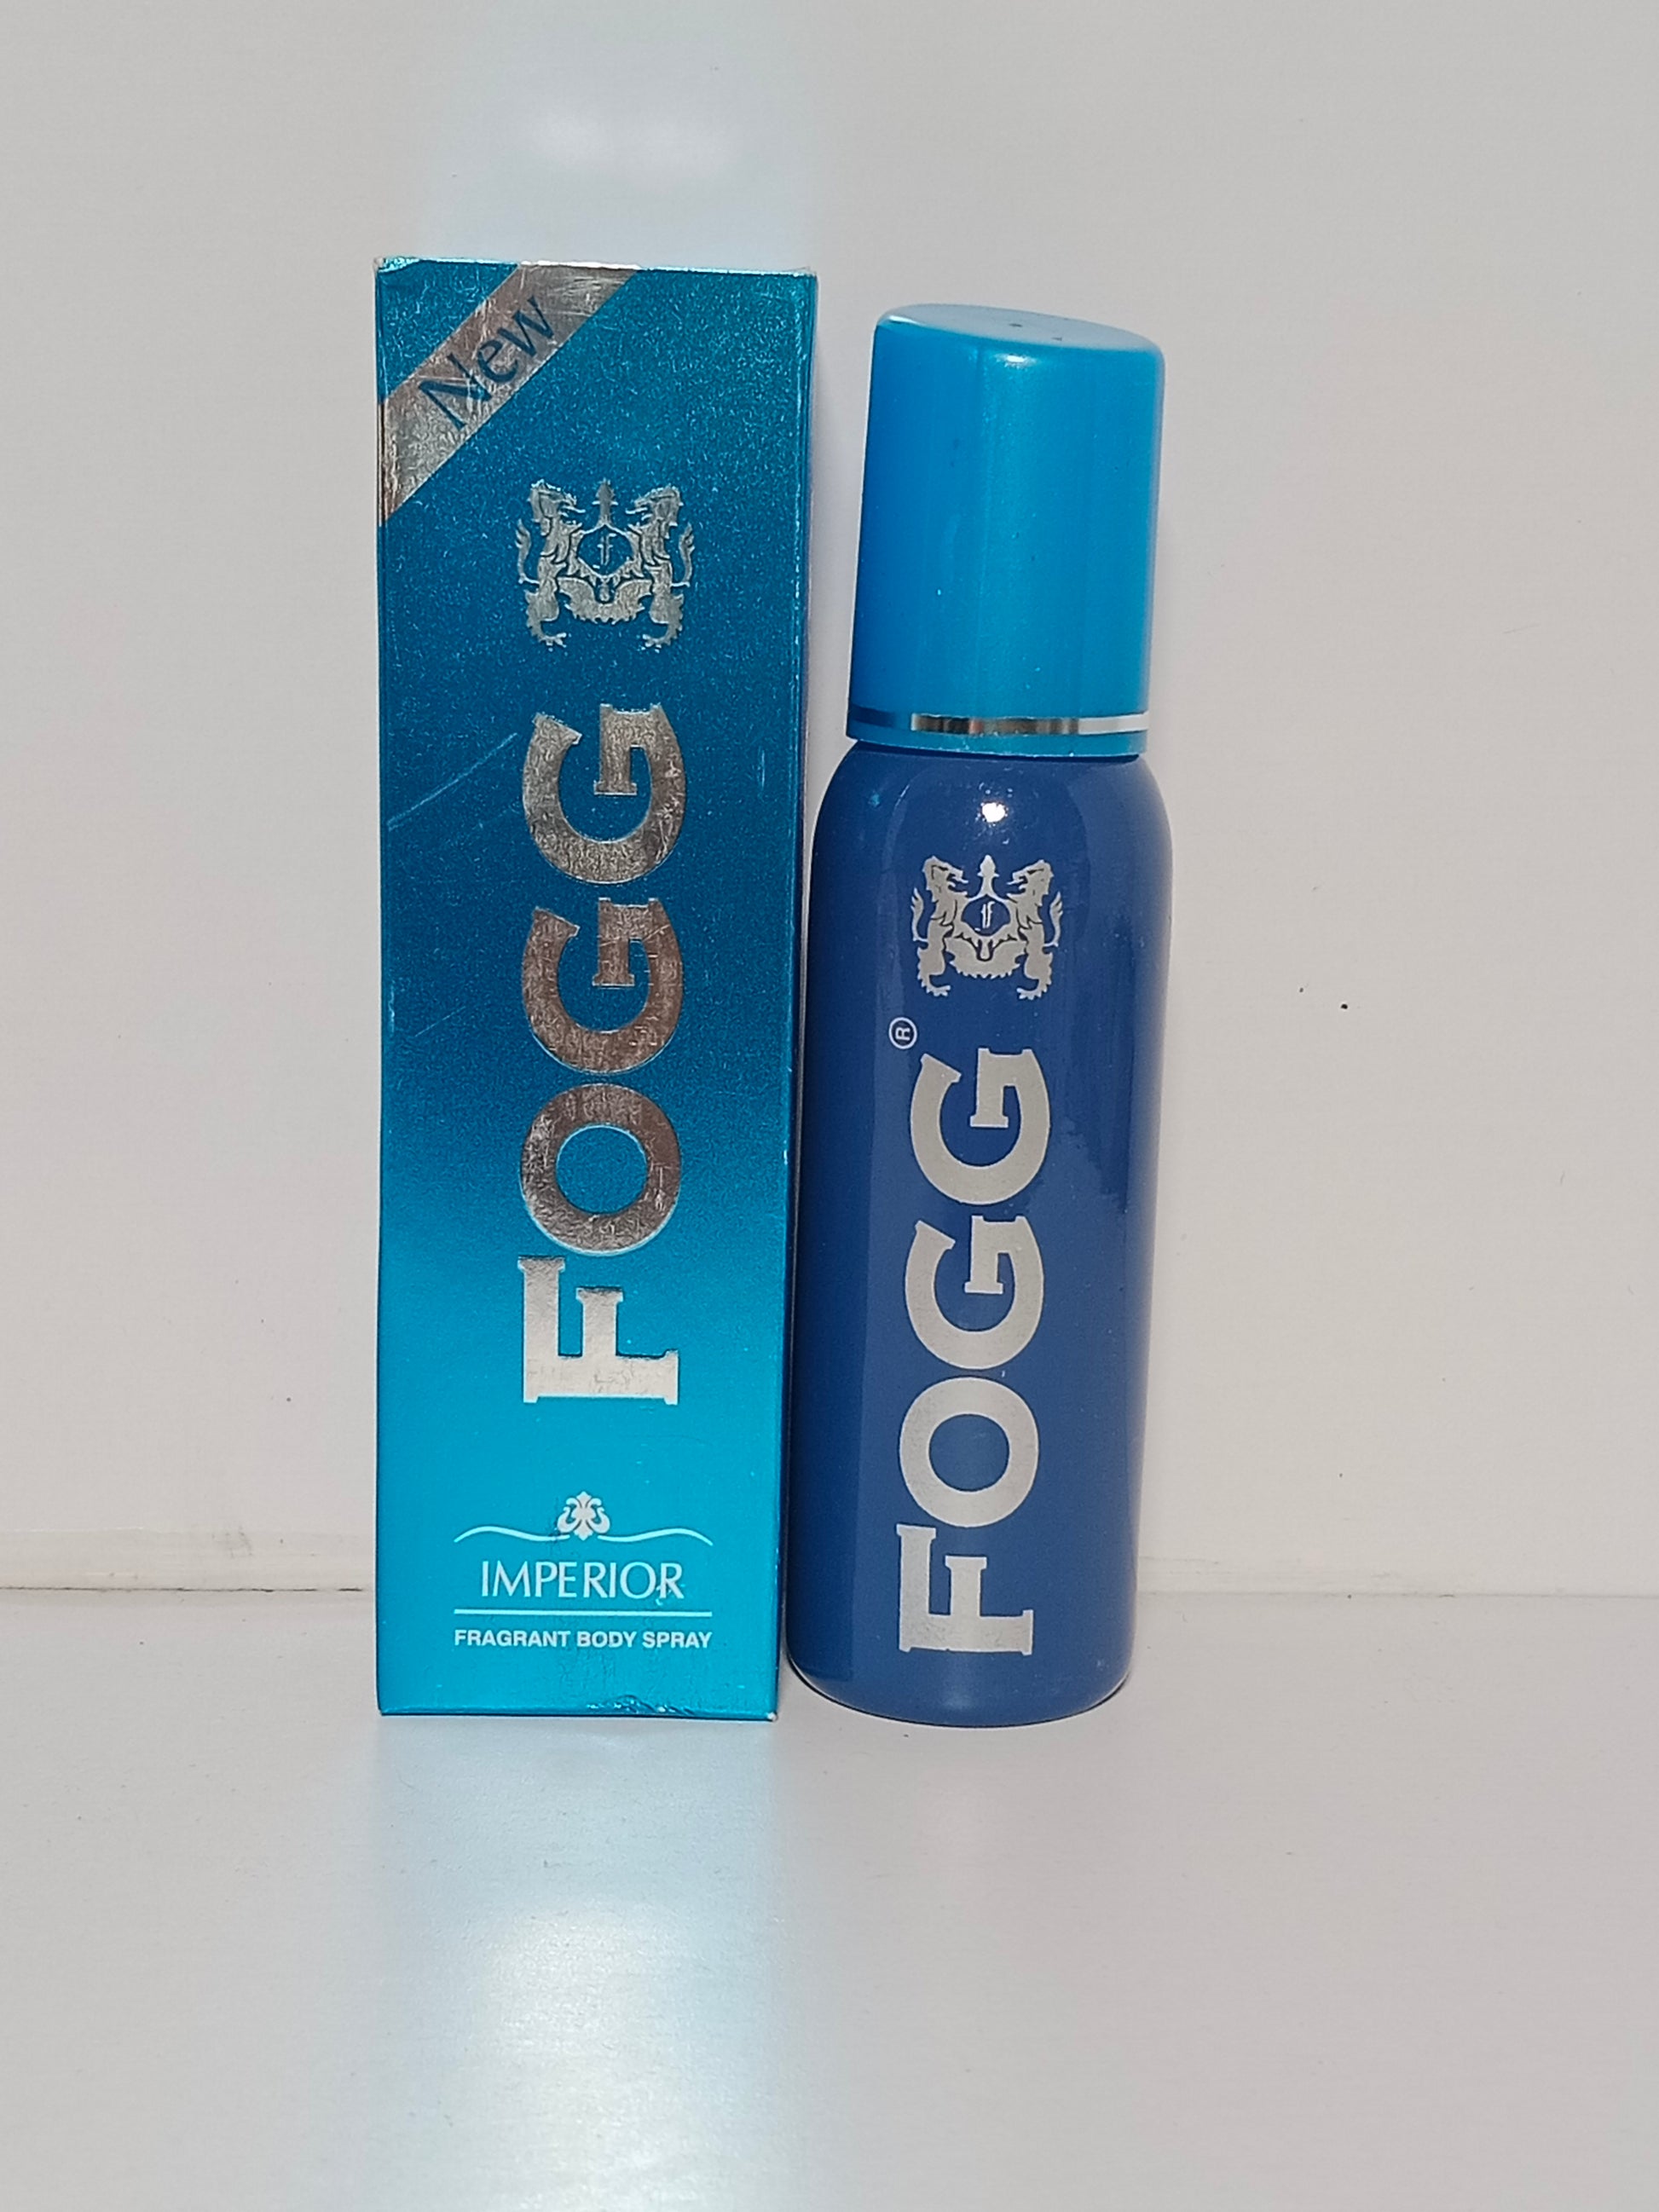 New
FOGG
IMPERIOR
FRAGRANT BODY SPRAY
FOGG®